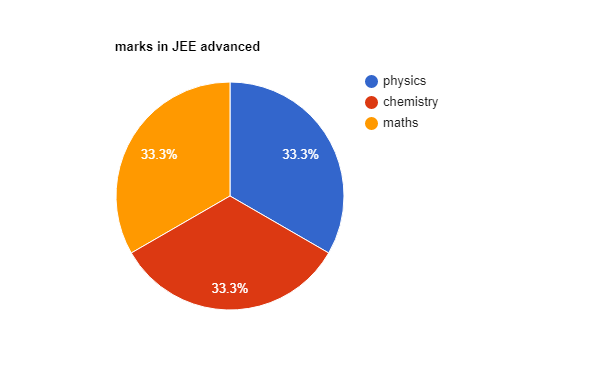 marks in JEE advanced
physics
chemistry
maths
33.3%
33.3%
33.3%